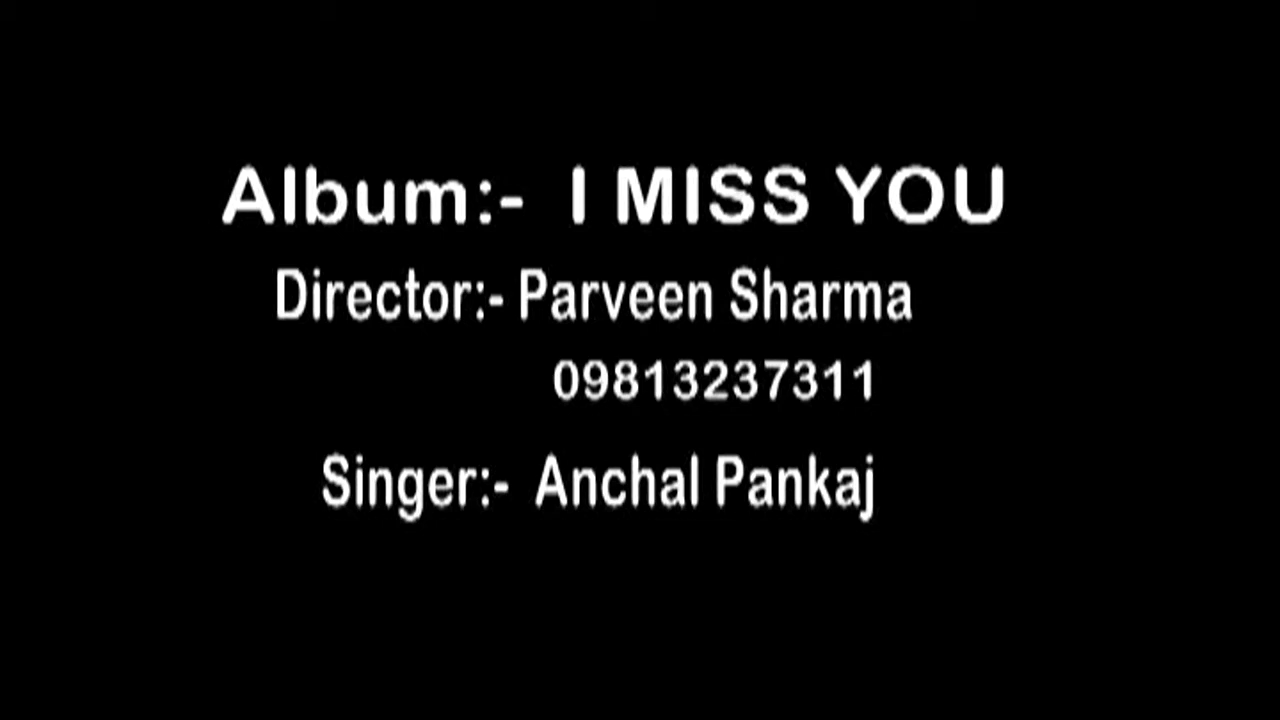 Album:- I MISS YOU
Director:- Parveen Sharma
09813237311
Singer:- Anchal Pankaj